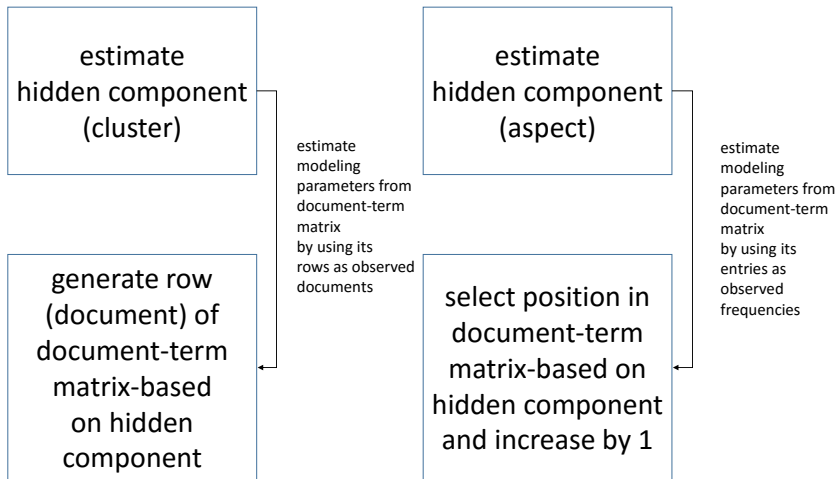 estimate
hidden component
(cluster)
estimate
modeling
parameters from
document-term
matrix
by using its
rows as observed
documents
generate row
(document) of
document-term
matrix-based
on hidden
component
estimate
hidden component
(aspect)
estimate
modeling
parameters from
document-term
matrix
by using its
entries as
observed
frequencies
select position in
document-term
matrix-based on
hidden component
and increase by 1